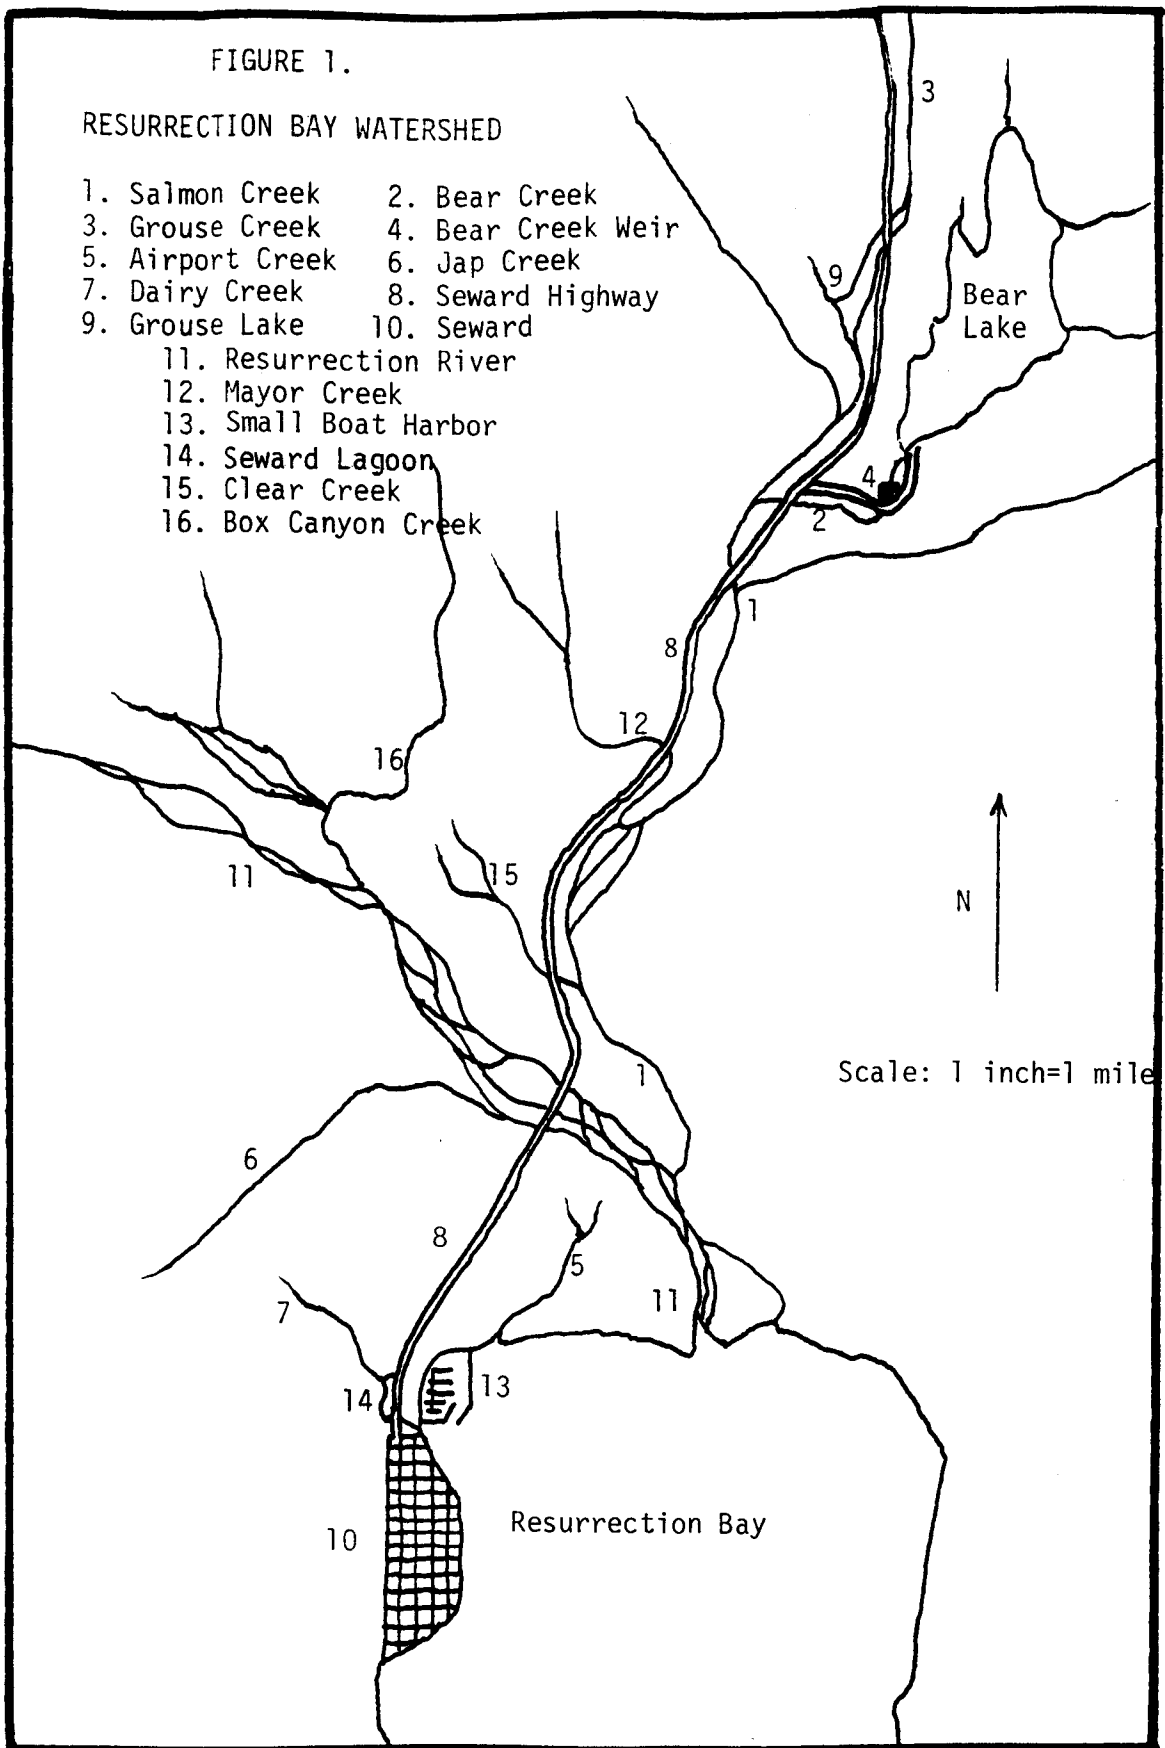 FIGURE 1.
RESURRECTION BAY WATERSHED
1. Salmon Creek 2. Bear Creek
3. Grouse Creek 4. Bear Creek Weir
5. Airport Creek 6. Jap Creek
7. Dairy Creek 8. Seward Highway
9. Grouse Lake 10. Seward
11. Resurrection River
12. Mayor Creek
13. Small Boat Harbor
14. Seward Lagoon
15. Clear Creek
16. Box Canyon Creek
3
9
Bear
Lake
4
2
1
8
12
16
15
11
N
Scale: 1 inch=1 mile
1
6
8
5
11
7
14
13
10
Resurrection Bay